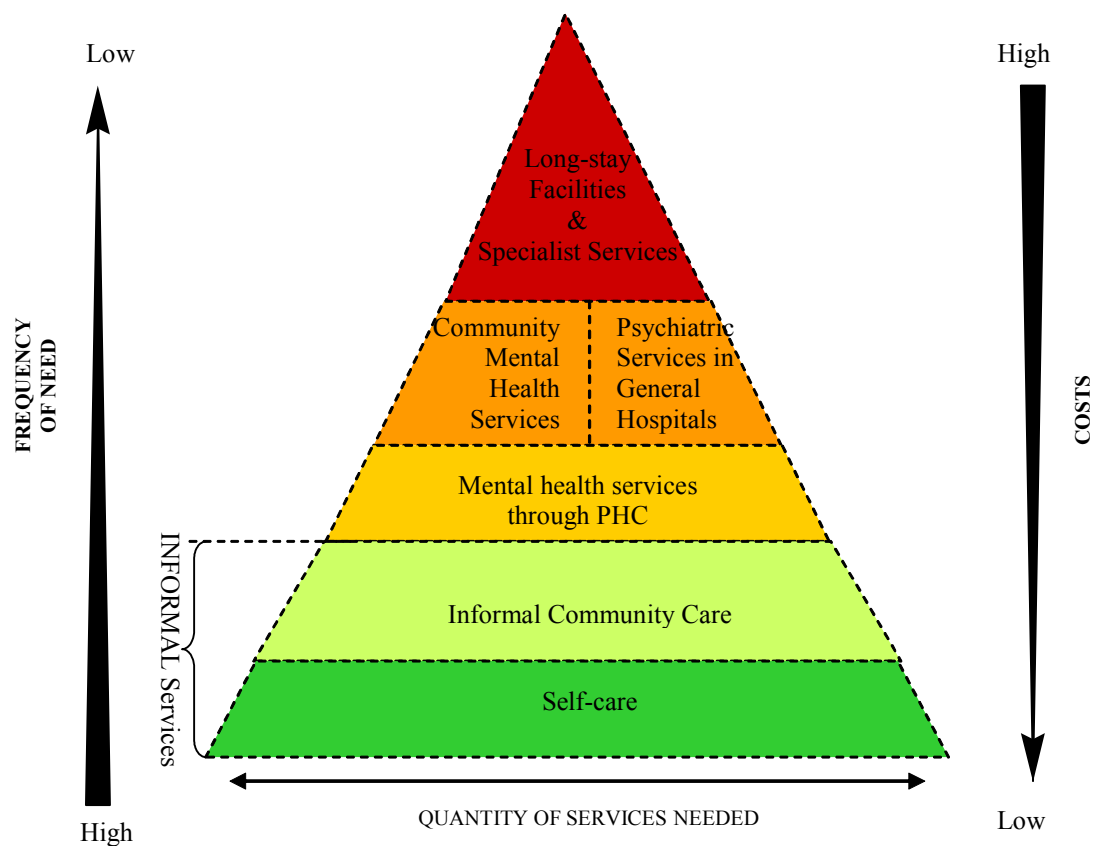 Low
High
Long-stay
Facilities
&
Specialist Services
FREQUENCY
OF NEED
COSTS
Community
Mental
Health
Services
Psychiatric
Services in
General
Hospitals
Mental health services
through PHC
INFORMAL Services
Informal Community Care
Self-care
QUANTITY OF SERVICES NEEDED
High
Low